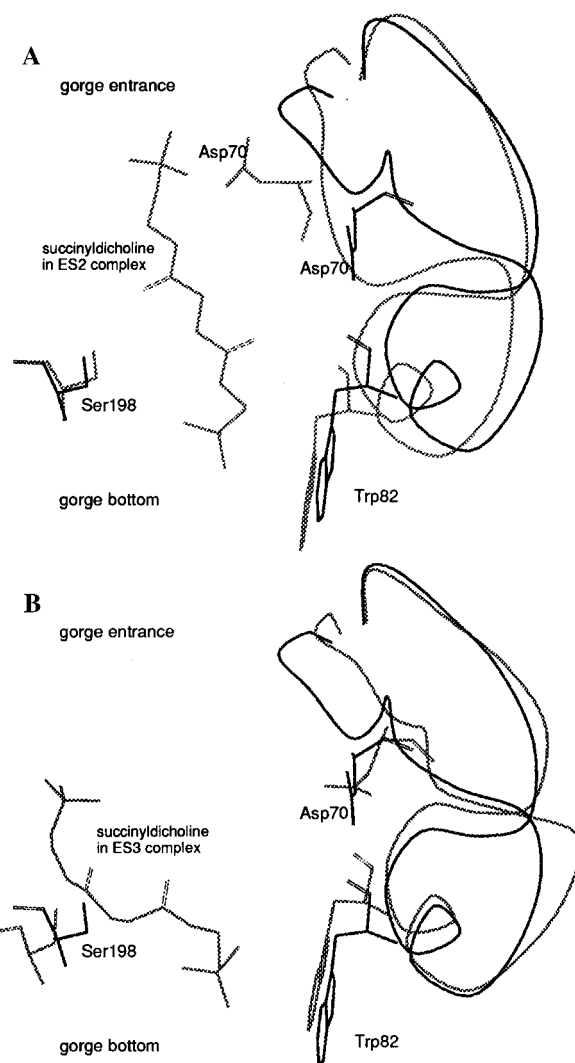 A
gorge entrance
Asp70
succinyldicholine
in ES2 complex
Asp70
Ser198
gorge bottom
Trp82
B
gorge entrance
Asp70
succinyldicholine
in ES3 complex
Ser198
gorge bottom
Trp82